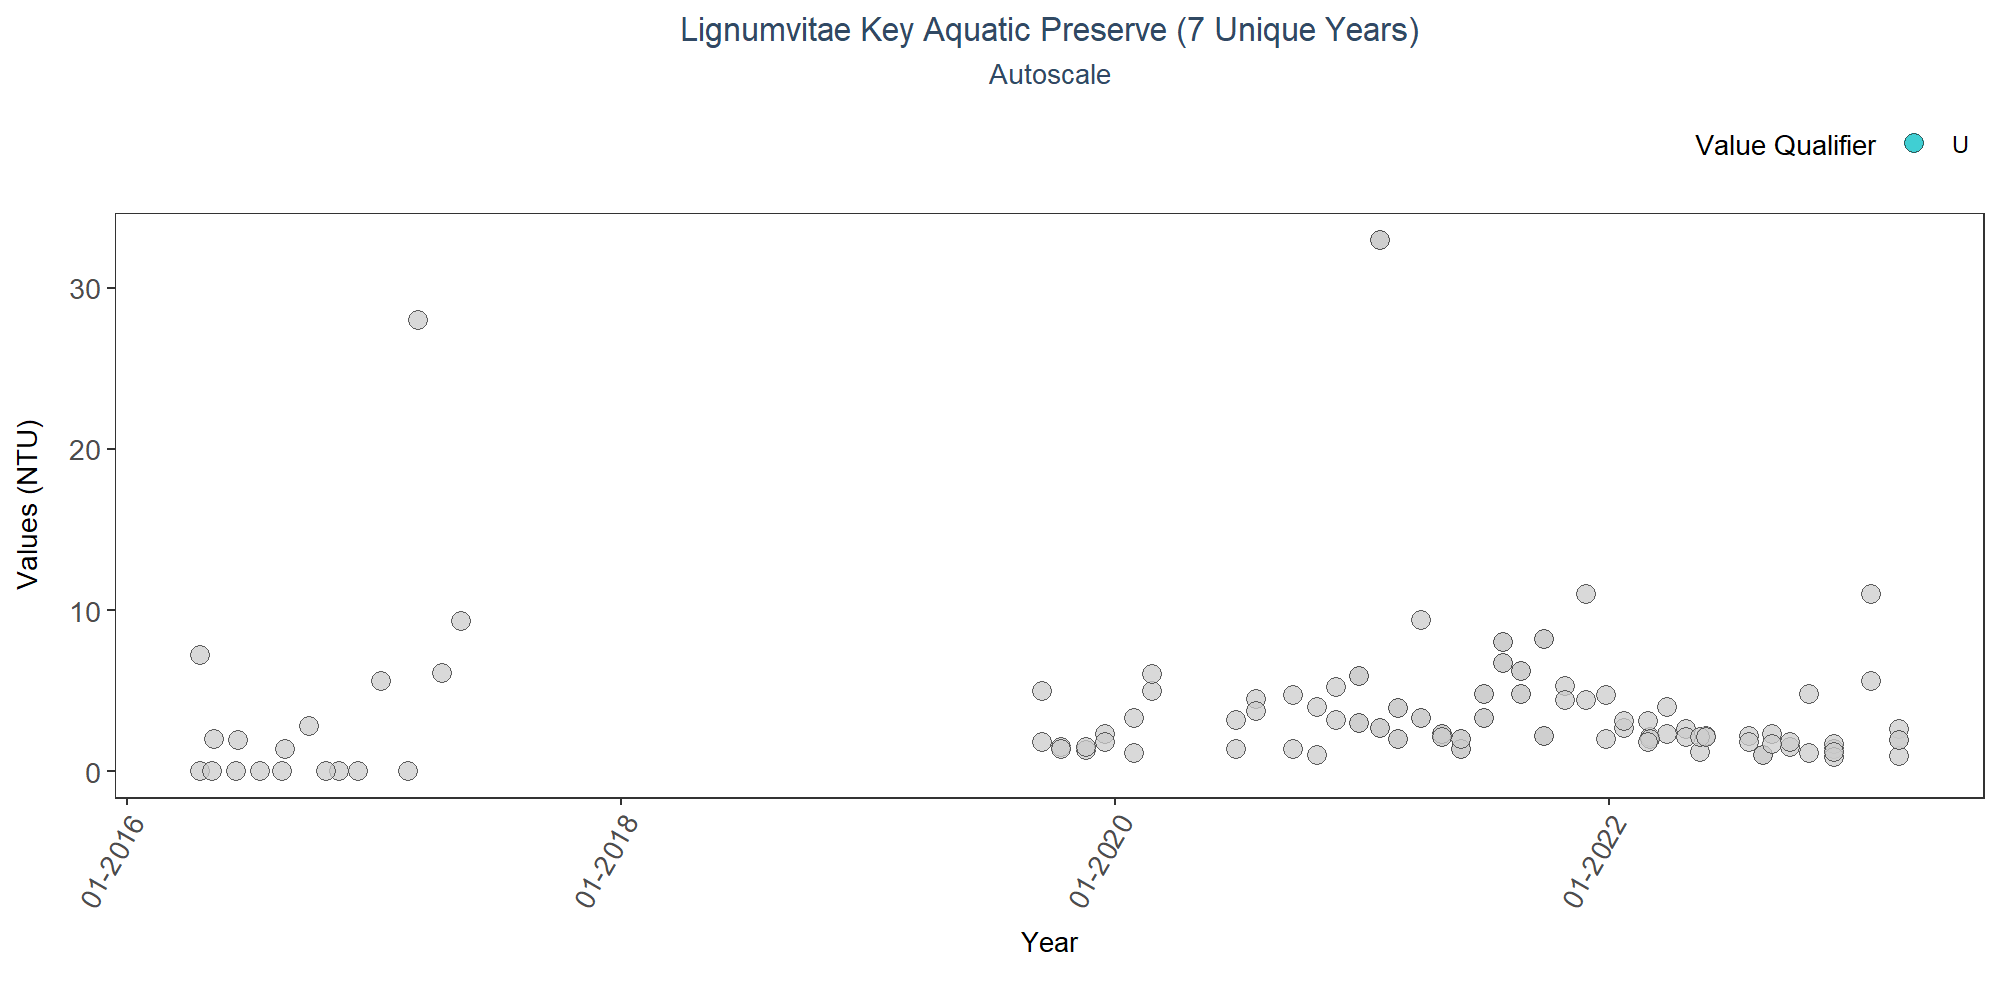 Lignumvitae Key Aquatic Preserve (7 Unique Years)
Autoscale
Value Qualifier U
30
20
10
0
Values (NTU)
01-2016 01-2018 01-2020 01-2022
Year